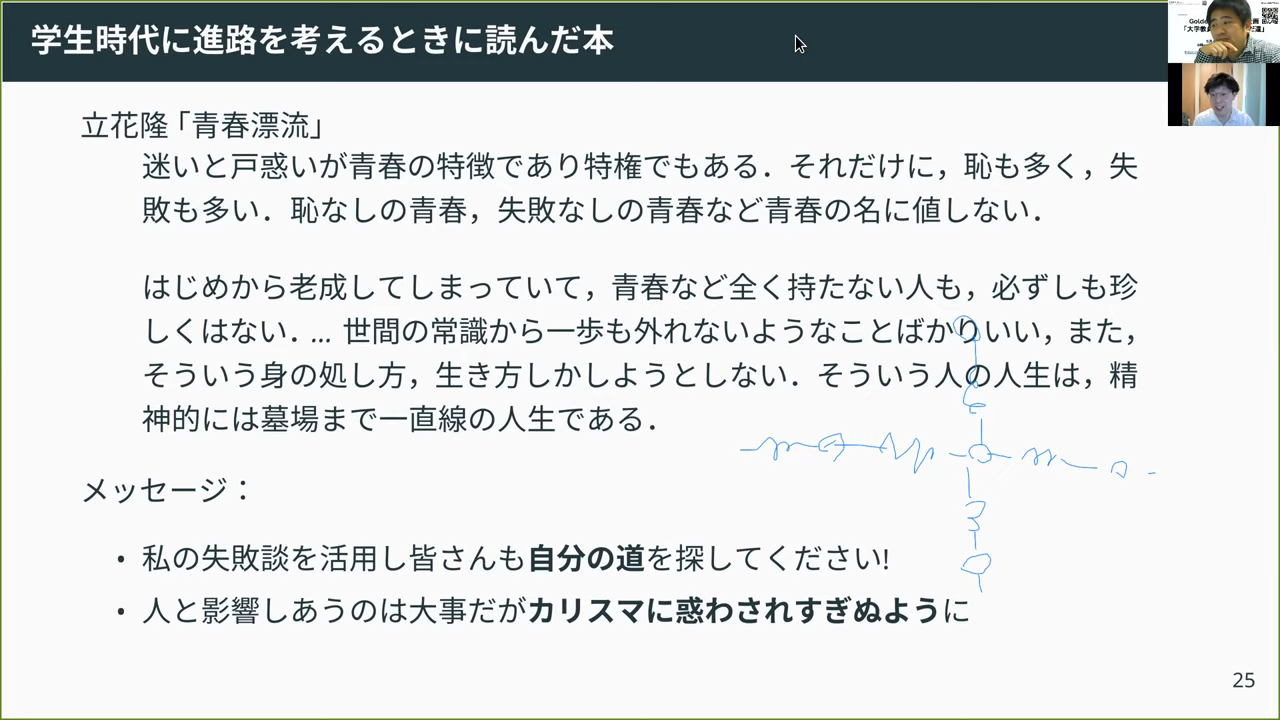 学生時代に進路を考えるときに読んだ本
立花隆「青春漂流」
迷いと戸惑いが青春の特徴であり特権でもある．それだけに，恥も多く，失
敗も多い．恥なしの青春，失敗なしの青春など青春の名に値しない．
はじめから老成してしまっていて，青春など全く持たない人も，必ずしも珍
しくはない．... 世間の常識から一歩も外れないようなことばかりいい，また，
そういう身の処し方，生き方しかしようとしない．そういう人の人生は，精
神的には墓場まで一直線の人生である．
メッセージ：
• 私の失敗談を活用し皆さんも自分の道を探してください!
• 人と影響しあうのは大事だがカリスマに惑わされすぎぬように
25